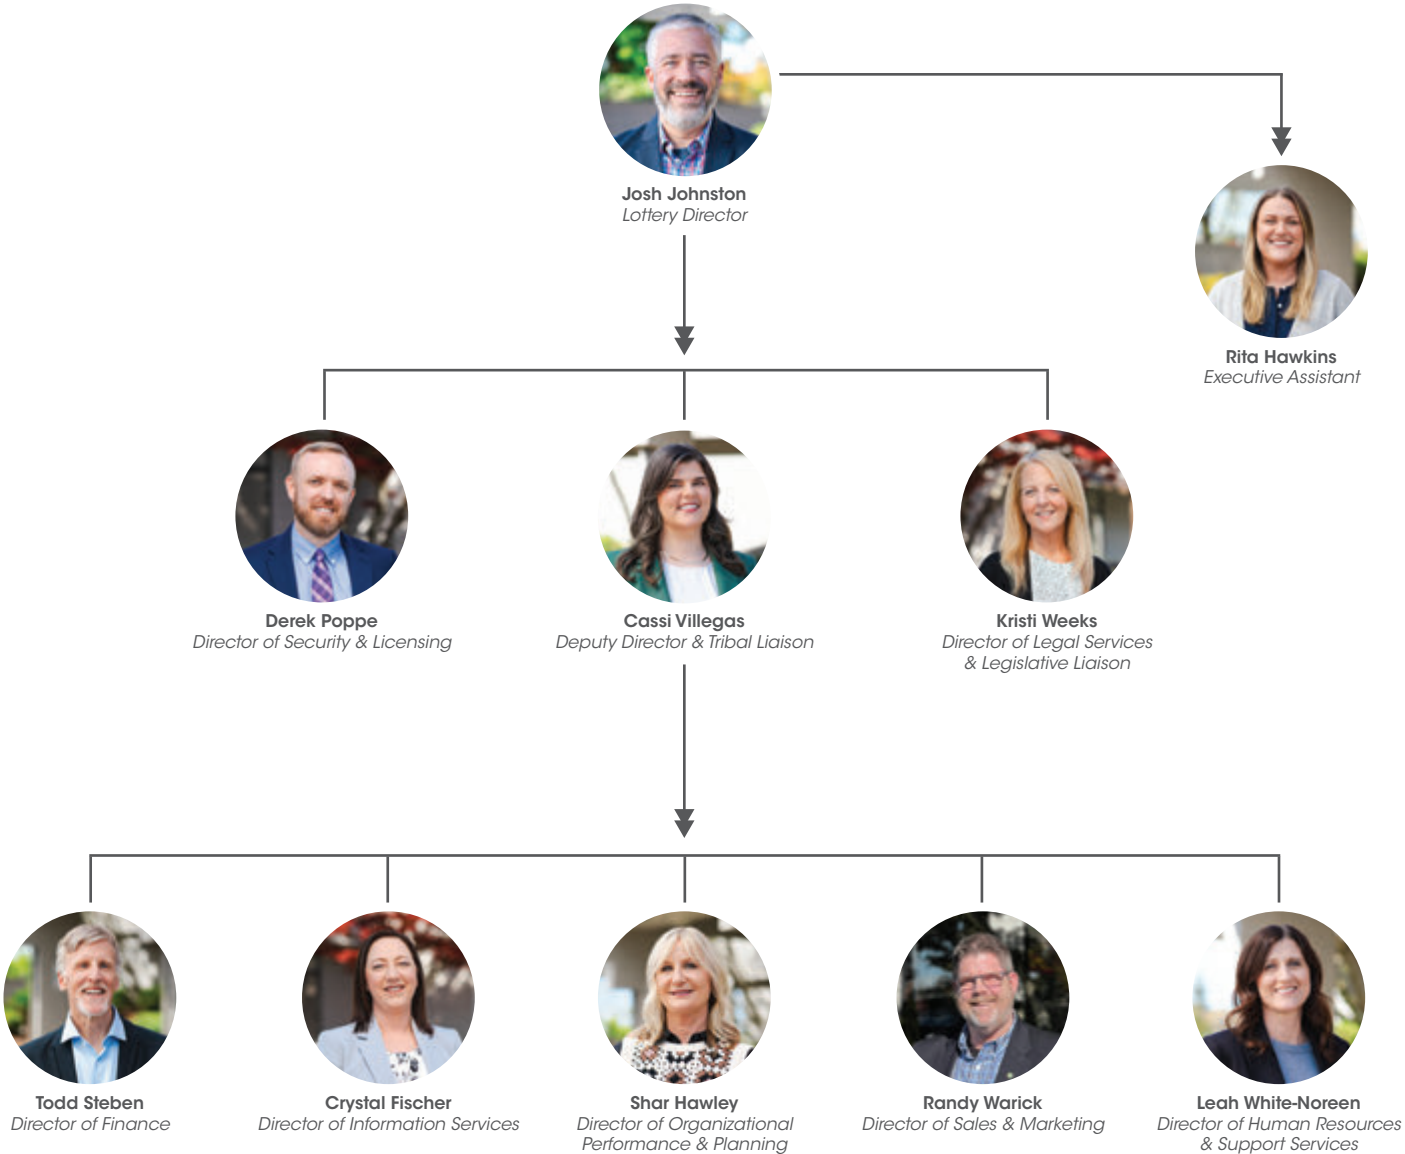 Josh Johnston
Lottery Director
Rita Hawkins
Executive Assistant
Derek Poppe
Director of Security & Licensing
Cassi Villegas
Deputy Director & Tribal Liaison
Kristi Weeks
Director of Legal Services
& Legislative Liaison
Todd Steben
Director of Finance
Crystal Fischer
Director of Information Services
Shar Hawley
Director of Organizational
Performance & Planning
Randy Warick
Director of Sales & Marketing
Leah White-Noreen
Director of Human Resources
& Support Services